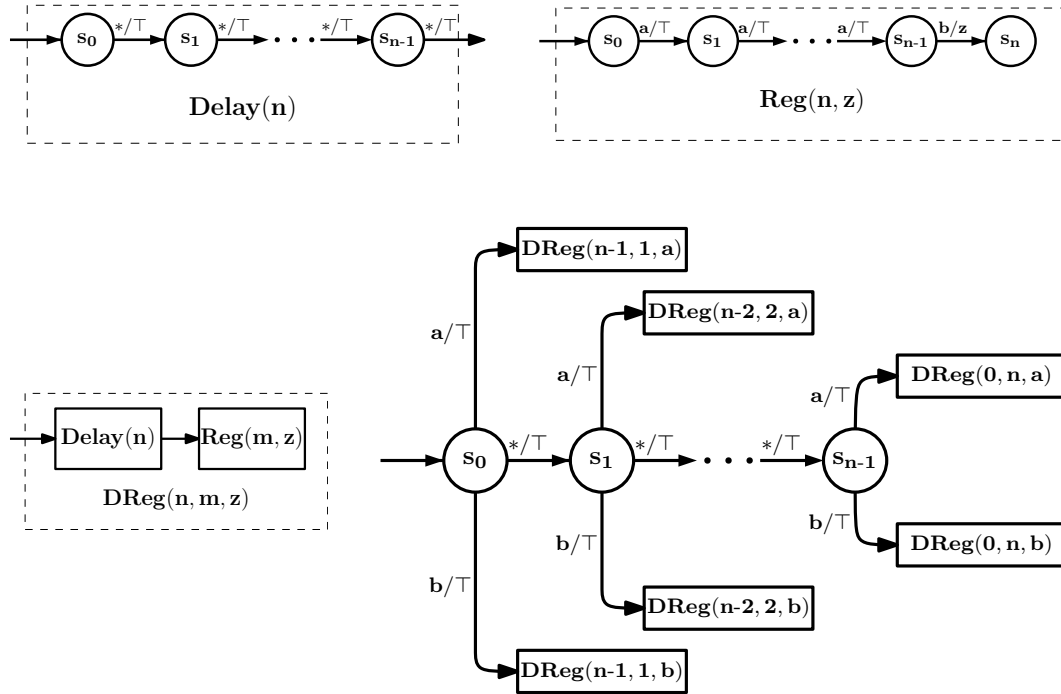 */⊤ */⊤ */⊤ */⊤
s₀ s₁ · · · sₙ₋₁
Delay(n)
a/⊤ a/⊤ a/⊤ b/z
s₀ s₁ · · · sₙ₋₁ sₙ
Reg(n, z)
DReg(n-1, 1, a)
DReg(n-2, 2, a)
a/⊤
a/⊤
DReg(0, n, a)
a/⊤
Delay(n) Reg(m, z)
DReg(n, m, z)
*/⊤ */⊤ */⊤
s₀ s₁ · · · sₙ₋₁
b/⊤
DReg(0, n, b)
b/⊤
b/⊤
DReg(n-2, 2, b)
DReg(n-1, 1, b)